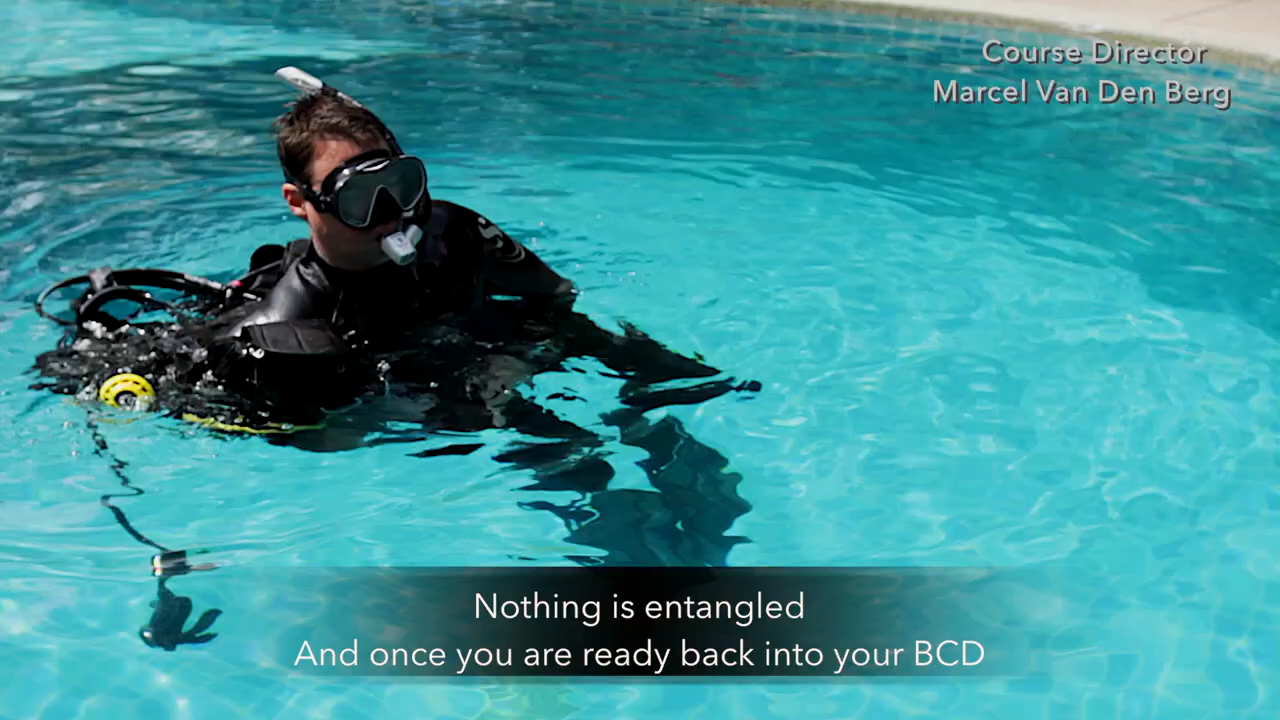 Course Director
Marcel Van Den Berg
Nothing is entangled
And once you are ready back into your BCD